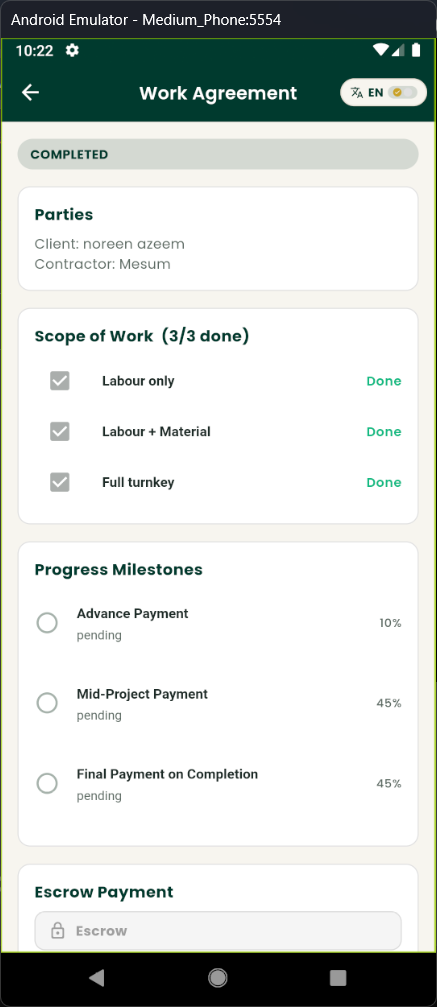 Android Emulator - Medium_Phone:5554
10:22
Work Agreement
EN
COMPLETED
Parties
Client: noreen azeem
Contractor: Mesum
Scope of Work (3/3 done)
Labour only Done
Labour + Material Done
Full turnkey Done
Progress Milestones
Advance Payment
pending
10%
Mid-Project Payment
pending
45%
Final Payment on Completion
pending
45%
Escrow Payment
Escrow